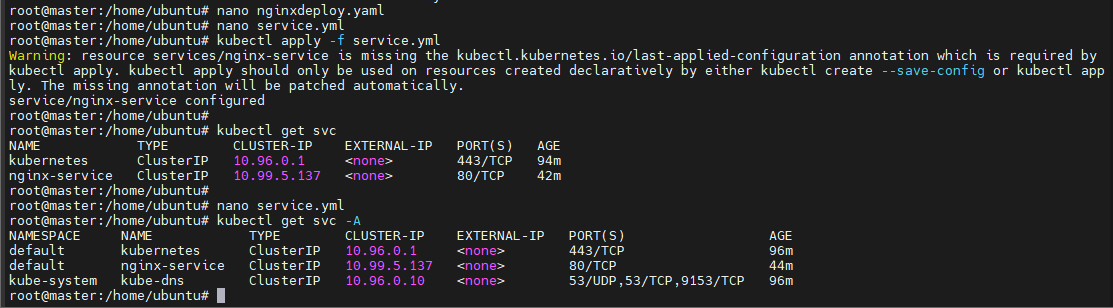 root@master:/home/ubuntu# nano nginxdeploy.yaml
root@master:/home/ubuntu# nano service.yml
root@master:/home/ubuntu# kubectl apply -f service.yml
Warning: resource services/nginx-service is missing the kubectl.kubernetes.io/last-applied-configuration annotation which is required by
kubectl apply. kubectl apply should only be used on resources created declaratively by either kubectl create --save-config or kubectl app
ly. The missing annotation will be patched automatically.
service/nginx-service configured
root@master:/home/ubuntu#
root@master:/home/ubuntu# kubectl get svc
NAME            TYPE        CLUSTER-IP    EXTERNAL-IP   PORT(S)   AGE
kubernetes      ClusterIP   10.96.0.1     <none>        443/TCP   94m
nginx-service   ClusterIP   10.99.5.137   <none>        80/TCP    42m
root@master:/home/ubuntu#
root@master:/home/ubuntu# nano service.yml
root@master:/home/ubuntu# kubectl get svc -A
NAMESPACE     NAME            TYPE        CLUSTER-IP    EXTERNAL-IP   PORT(S)                  AGE
default       kubernetes      ClusterIP   10.96.0.1     <none>        443/TCP                  96m
default       nginx-service   ClusterIP   10.99.5.137   <none>        80/TCP                   44m
kube-system   kube-dns        ClusterIP   10.96.0.10    <none>        53/UDP,53/TCP,9153/TCP   96m
root@master:/home/ubuntu#